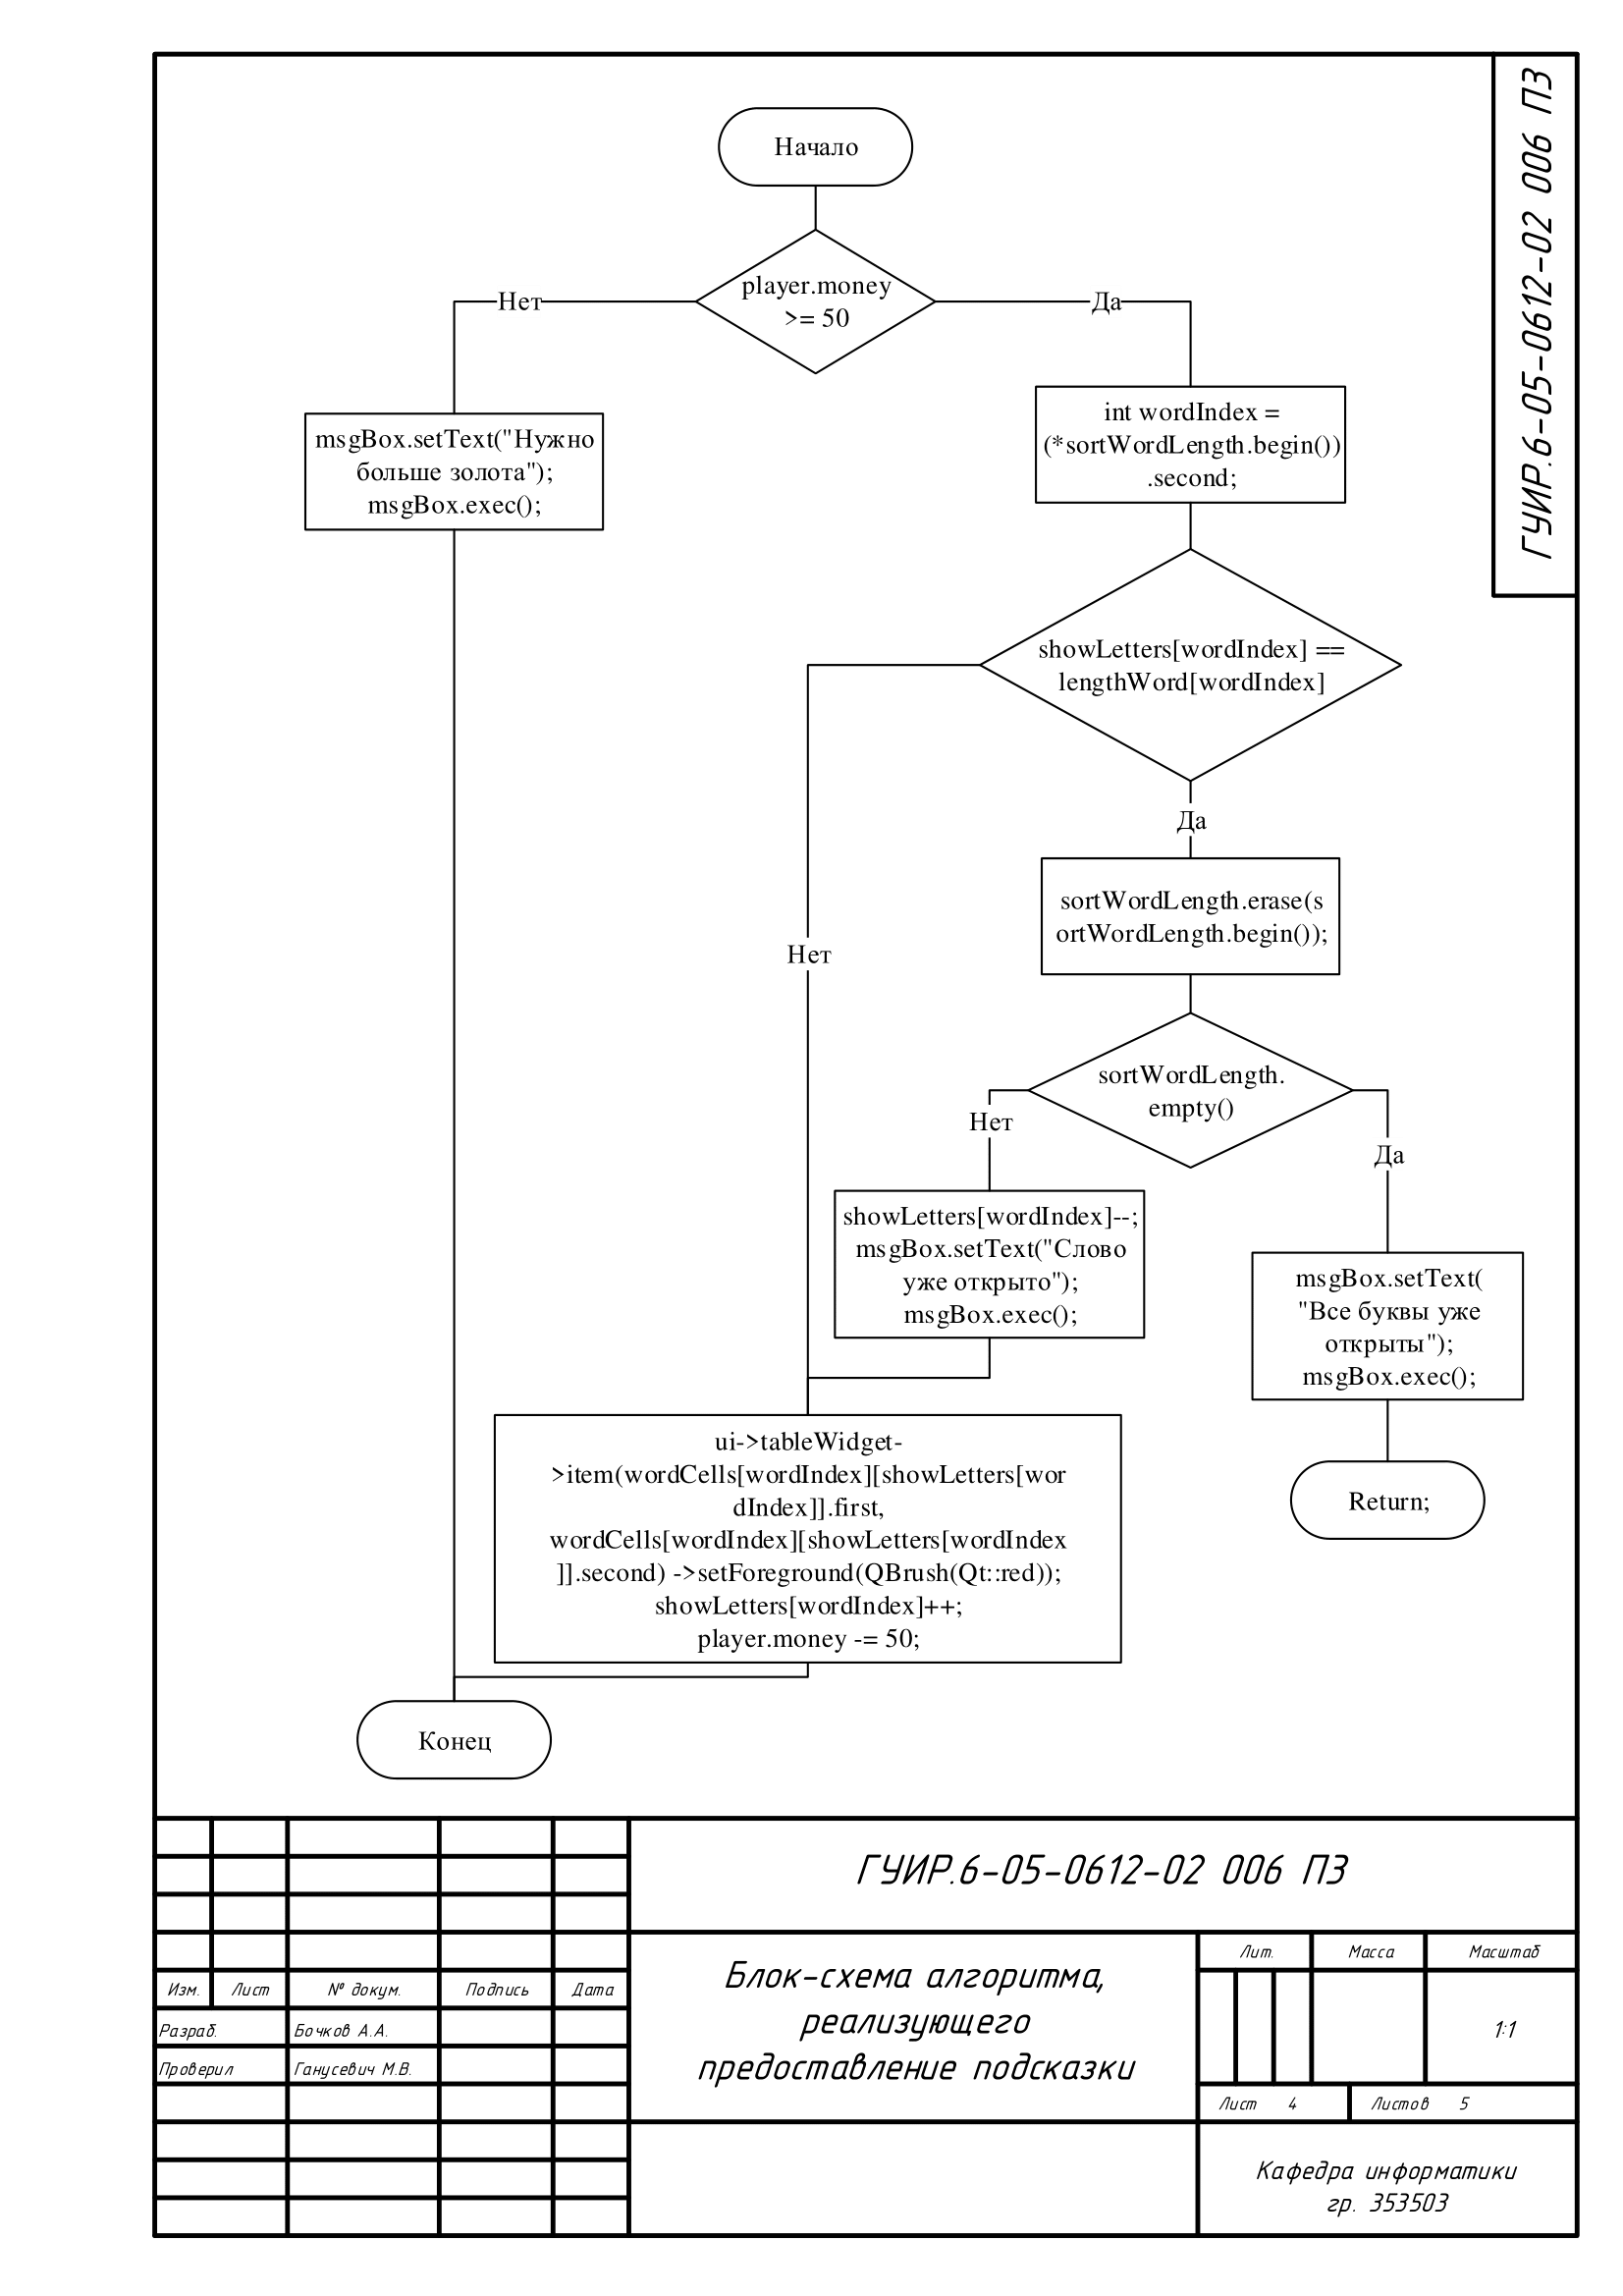 ГУИР.6-05-0612-02 006 ПЗ
Начало
player.money
>= 50
Нет
Да
msgBox.setText("Нужно
больше золота");
msgBox.exec();
int wordIndex =
(*sortWordLength.begin())
.second;
showLetters[wordIndex] ==
lengthWord[wordIndex]
Да
sortWordLength.erase(s
ortWordLength.begin());
Нет
sortWordLength.
empty()
Нет
Да
showLetters[wordIndex]--;
msgBox.setText("Слово
уже открыто");
msgBox.exec();
msgBox.setText(
"Все буквы уже
открыты");
msgBox.exec();
ui->tableWidget-
>item(wordCells[wordIndex][showLetters[wor
dIndex]].first,
wordCells[wordIndex][showLetters[wordIndex
]].second) ->setForeground(QBrush(Qt::red));
showLetters[wordIndex]++;
player.money -= 50;
Return;
Конец
ГУИР.6-05-0612-02 006 ПЗ
Изм.
Лист
№ докум.
Подпись
Дата
Разраб.
Бочков А.А.
Проверил
Ганусевич М.В.
Блок-схема алгоритма,
реализующего
предоставление подсказки
Лит.
Масса
Масштаб
1:1
Лист 4
Листов 5
Кафедра информатики
гр. 353503